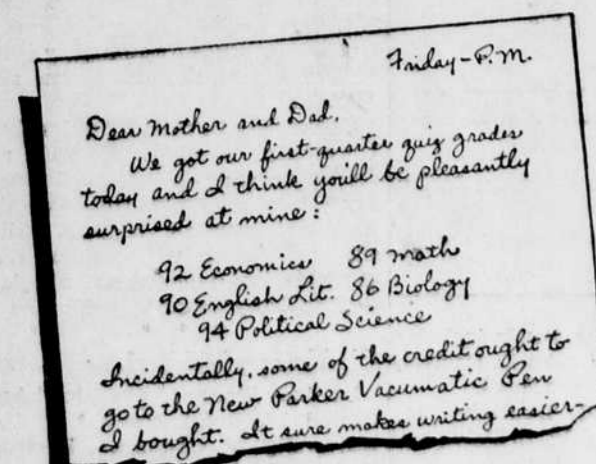 Friday-P.M.
Dear Mother and Dad,
We got our first-quarter quiz grades
today and I think you'll be pleasantly
surprised at mine:
92 Economics 89 Math
90 English Lit. 86 Biology
94 Political Science
Incidentally, some of the credit ought to
go to the New Parker Vacumatic Pen
I bought. It sure makes writing easier-